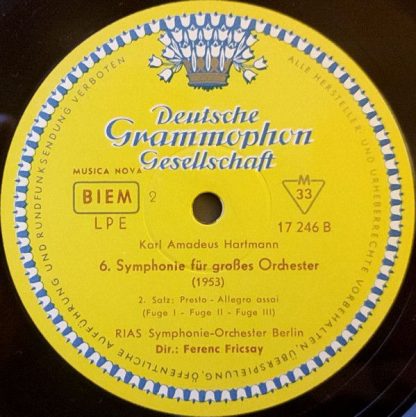 ALLE HERSTELLER- UND URHEBERRECHTE VORBEHALTEN, ÜBERSPIELUNG, ÖFFENTLICHE AUFFÜHRUNG UND RUNDFUNKSENDUNG VERBOTEN
Deutsche
Grammophon
Gesellschaft
MUSICA NOVA
BIEM 2
LPE
M
33
17 246 B
Karl Amadeus Hartmann
6. Symphonie für großes Orchester
(1953)
2. Satz: Presto - Allegro assai
(Fuge I - Fuge II - Fuge III)
RIAS Symphonie-Orchester Berlin
Dir.: Ferenc Fricsay